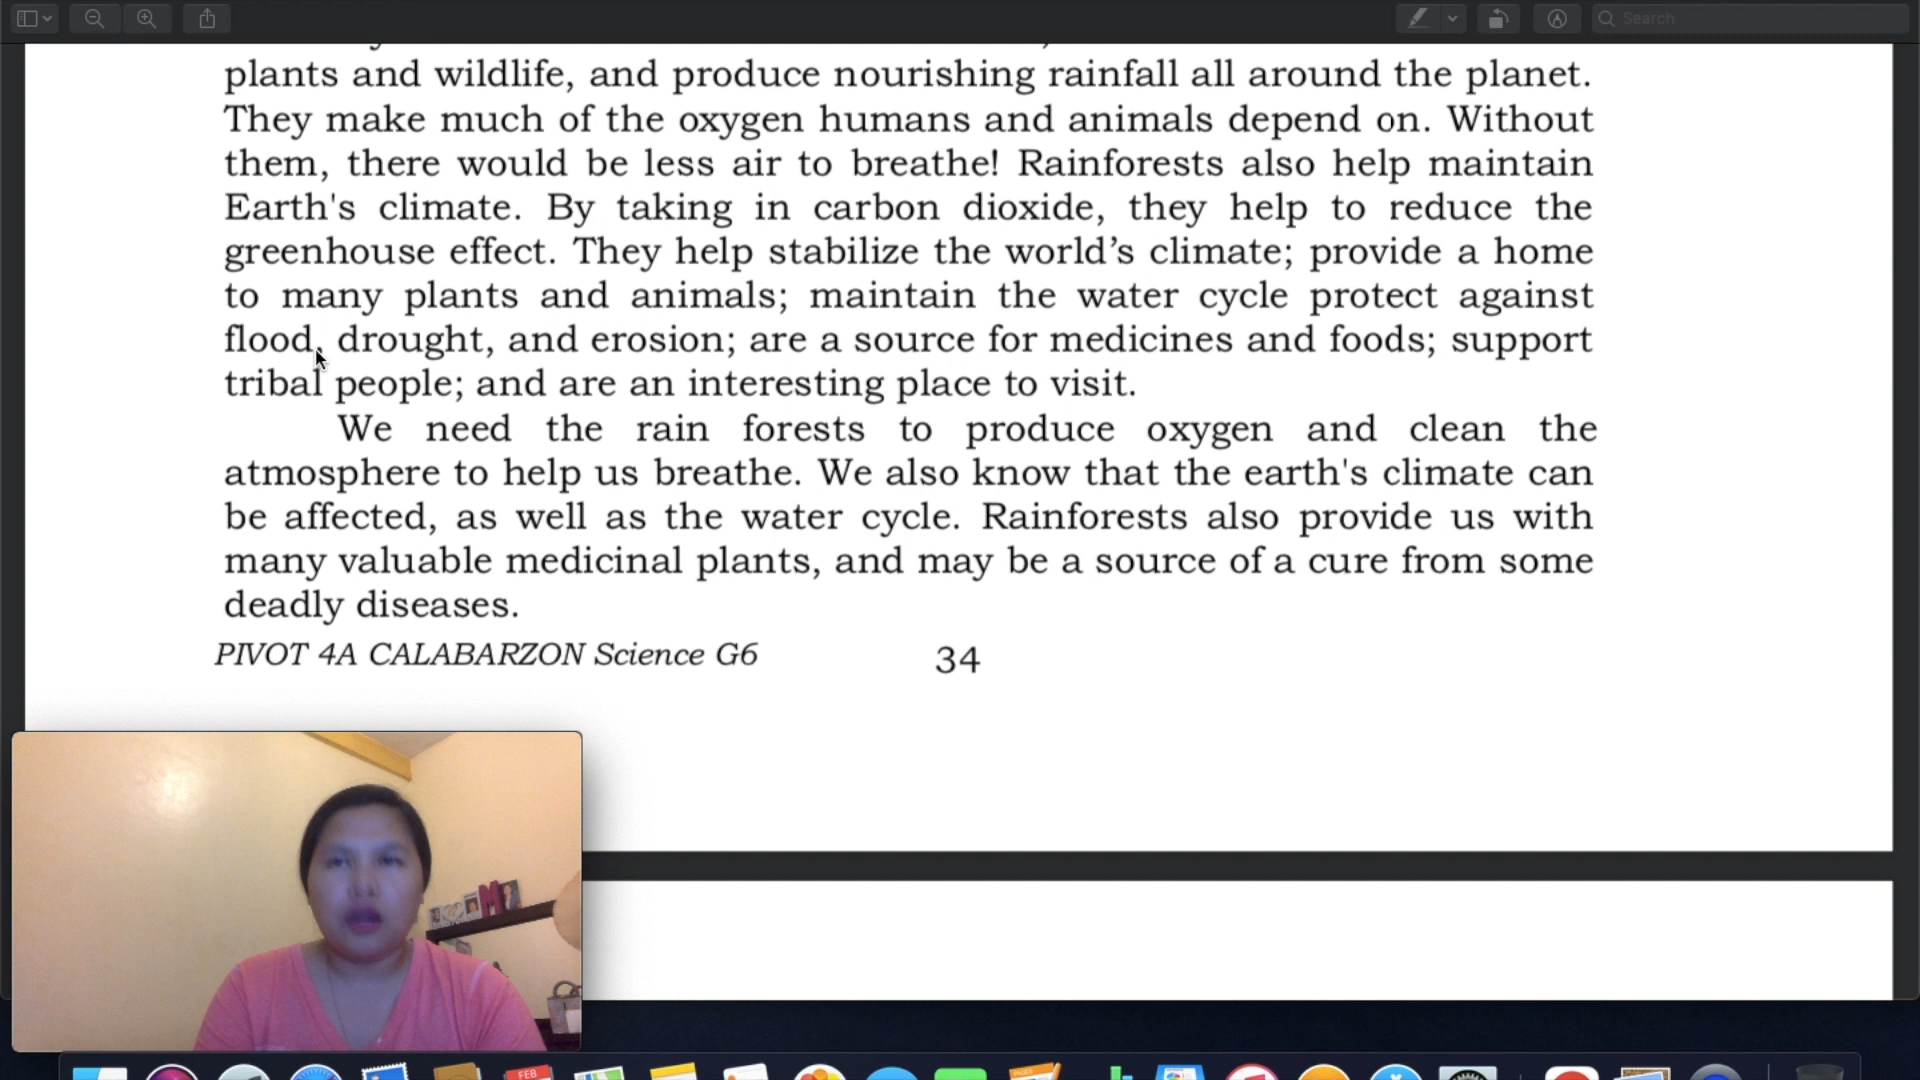 Search
plants and wildlife, and produce nourishing rainfall all around the planet.
They make much of the oxygen humans and animals depend on. Without
them, there would be less air to breathe! Rainforests also help maintain
Earth's climate. By taking in carbon dioxide, they help to reduce the
greenhouse effect. They help stabilize the world’s climate; provide a home
to many plants and animals; maintain the water cycle protect against
flood, drought, and erosion; are a source for medicines and foods; support
tribal people; and are an interesting place to visit.
We need the rain forests to produce oxygen and clean the
atmosphere to help us breathe. We also know that the earth's climate can
be affected, as well as the water cycle. Rainforests also provide us with
many valuable medicinal plants, and may be a source of a cure from some
deadly diseases.
PIVOT 4A CALABARZON Science G6
34
M
FEB
PAGES